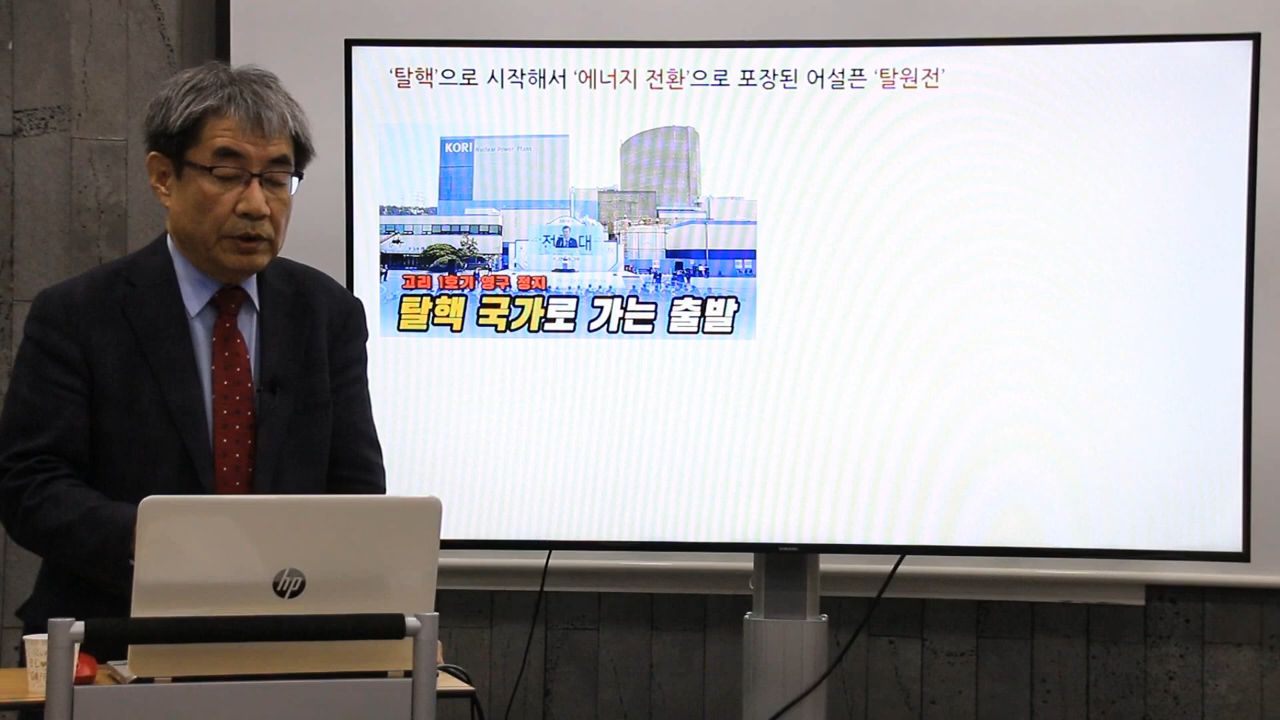 ‘탈핵’으로 시작해서 ‘에너지 전환’으로 포장된 어설픈 ‘탈원전’
KORI Nuclear Power Plant
고리 1호기 영구 정지
탈핵 국가로 가는 출발
SAMSUNG
hp